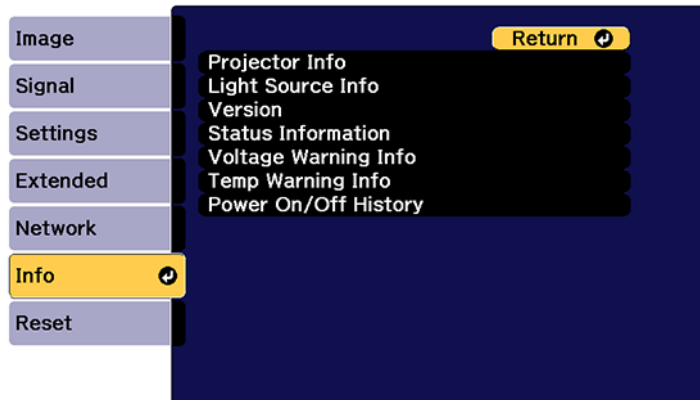 Image
Signal
Settings
Extended
Network
Info
Reset
Return
Projector Info
Light Source Info
Version
Status Information
Voltage Warning Info
Temp Warning Info
Power On/Off History